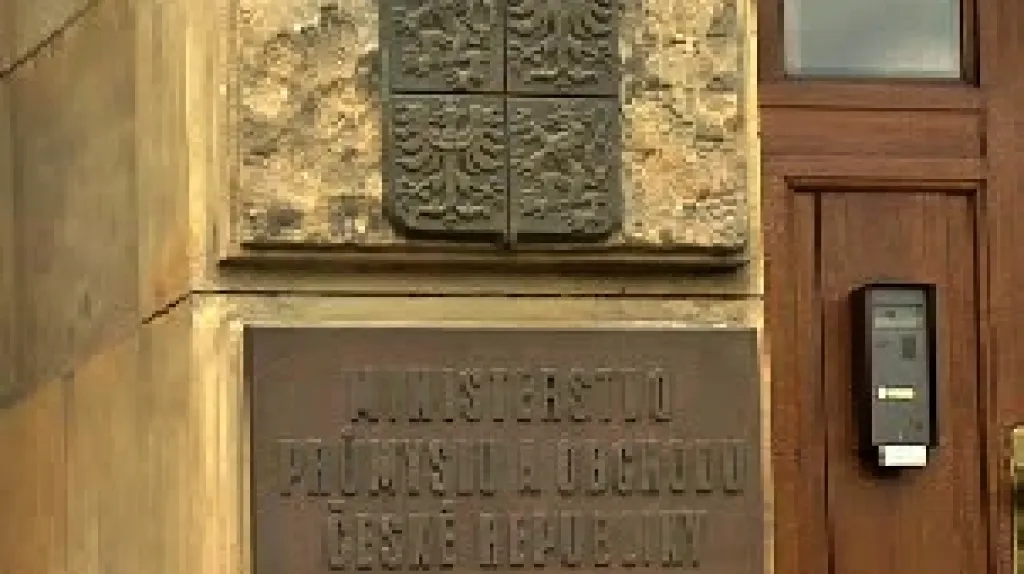 MINISTERSTVO
PRŮMYSLU A OBCHODU
ČESKÉ REPUBLIKY